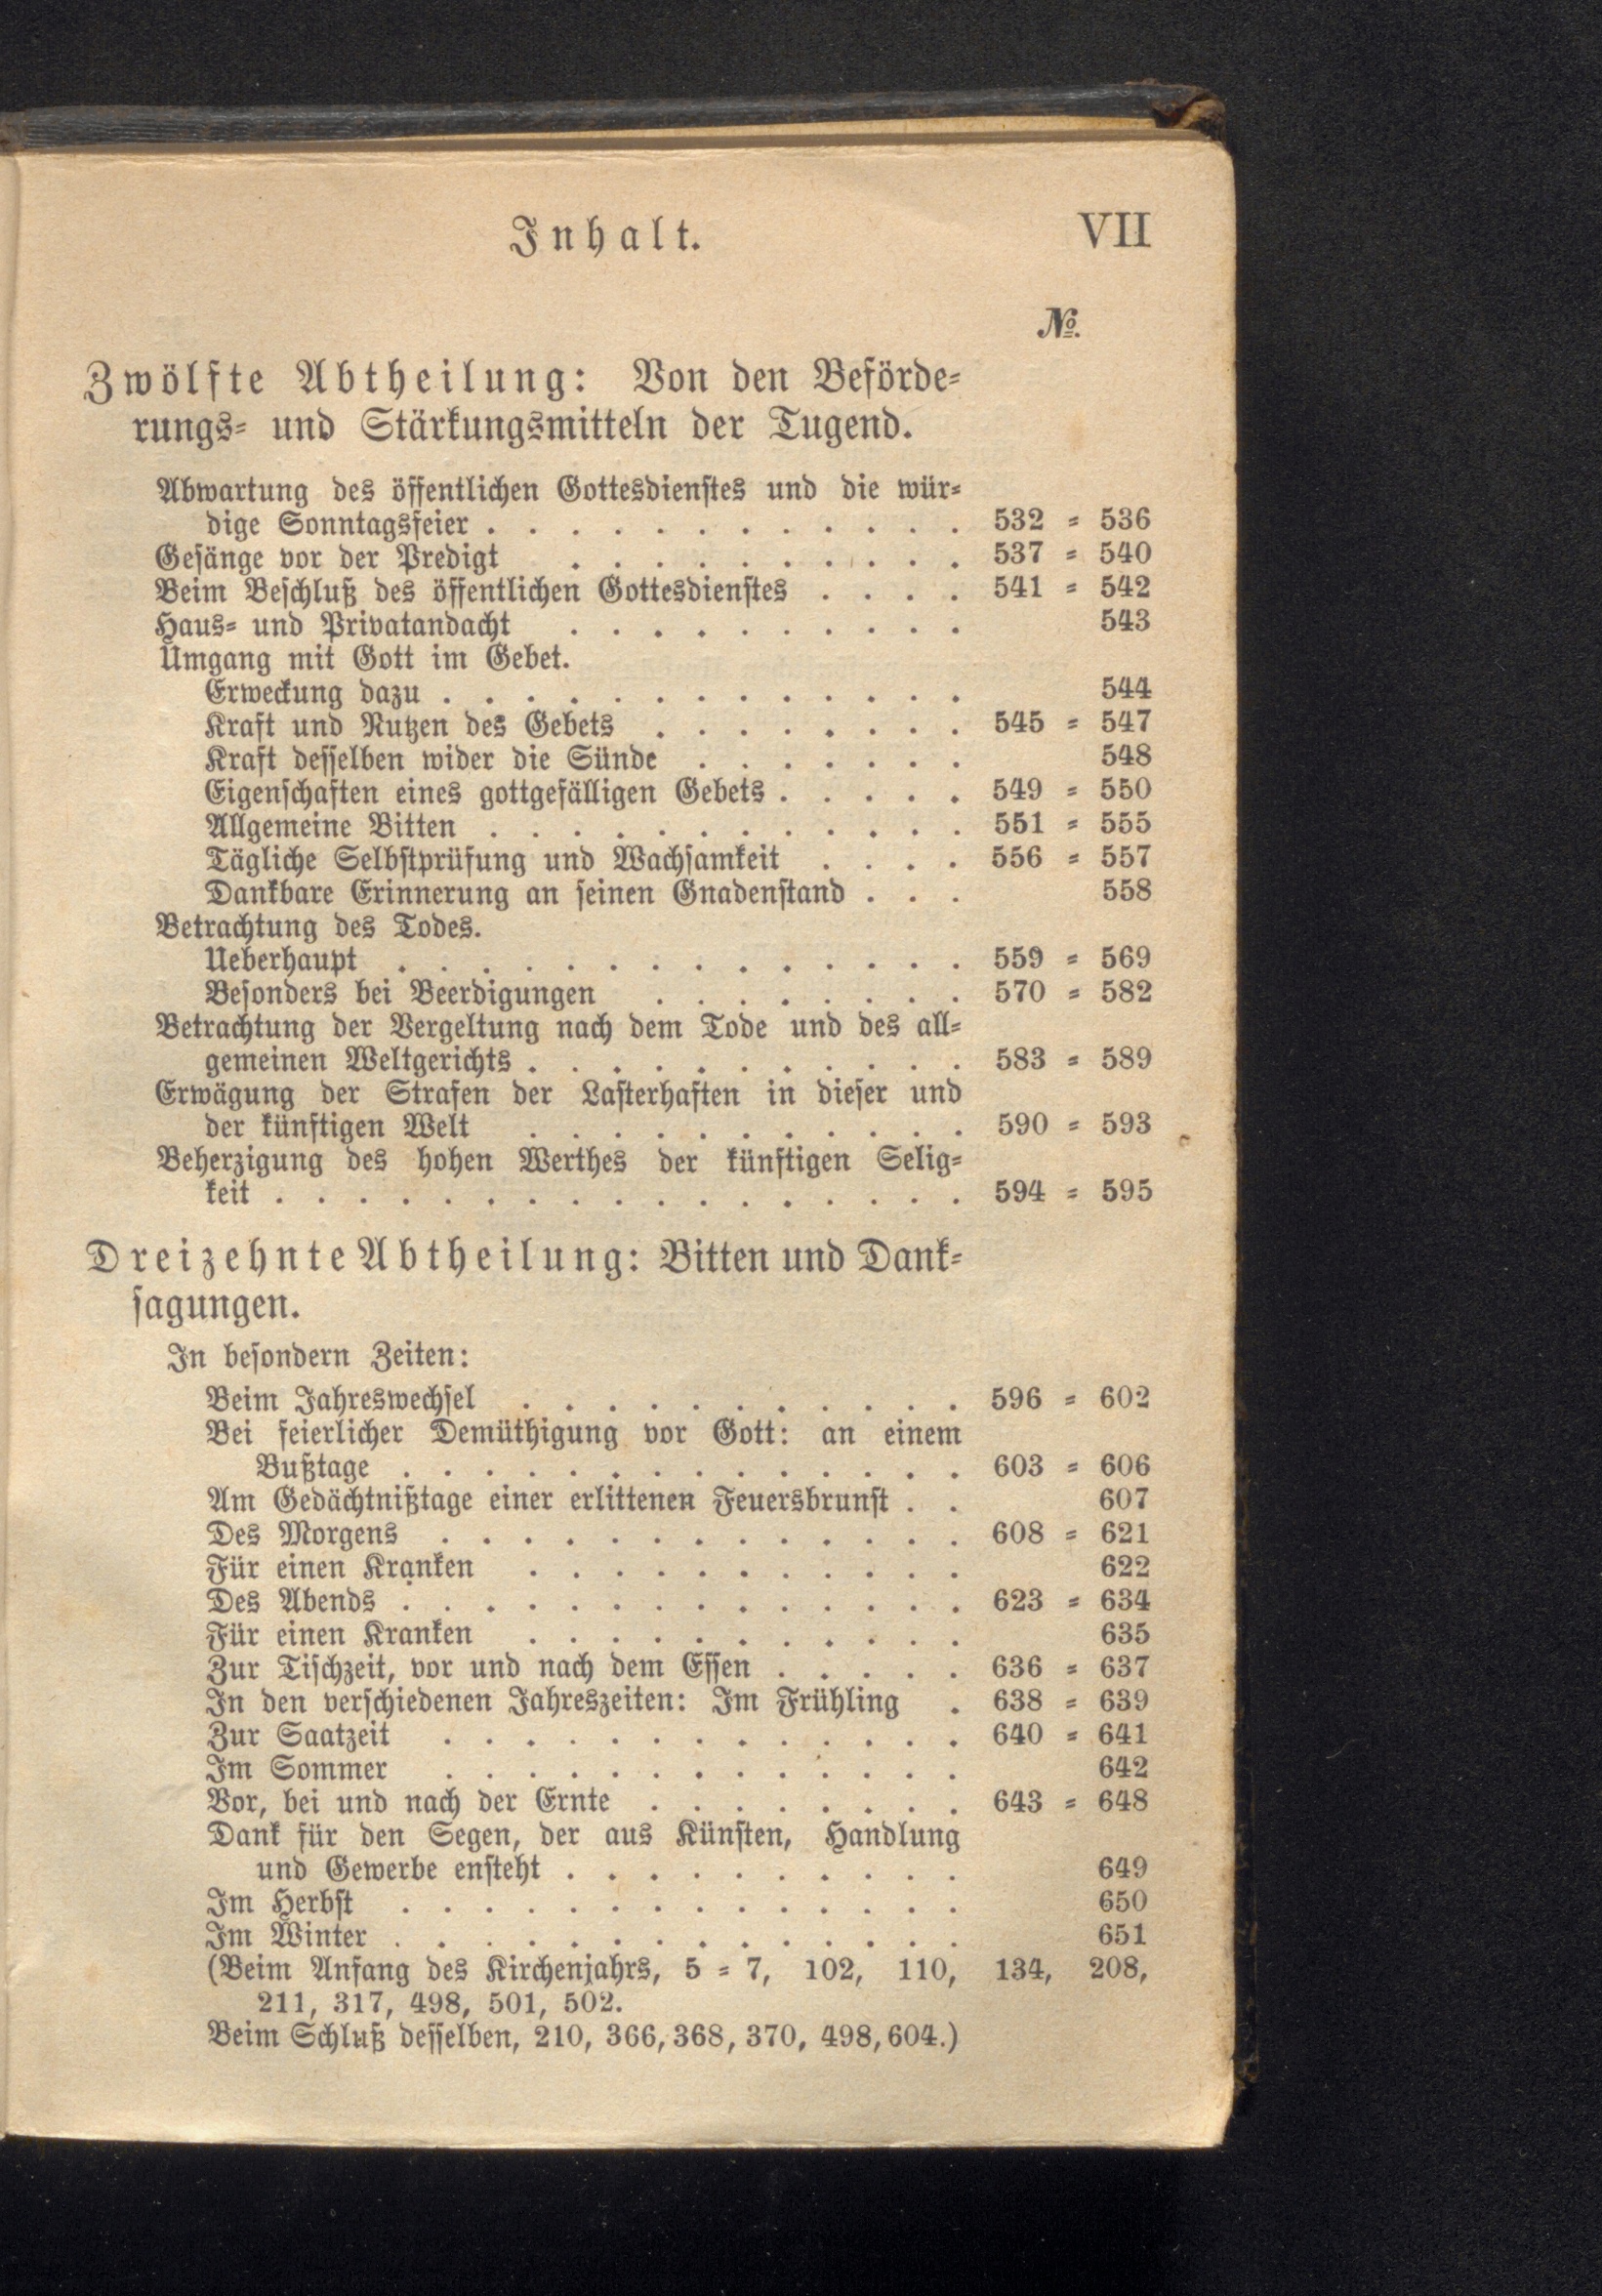 Inhalt. VII
№.
Zwölfte Abtheilung: Von den Beförde-
rungs- und Stärkungsmitteln der Tugend.
Abwartung des öffentlichen Gottesdienstes und die wür-
dige Sonntagsfeier . . . . . . . . . . . . 532 - 536
Gesänge vor der Predigt . . . . . . . . . . 537 - 540
Beim Beschluß des öffentlichen Gottesdienstes . . . . 541 - 542
Haus- und Privatandacht . . . . . . . . . . 543
Umgang mit Gott im Gebet.
Erweckung dazu . . . . . . . . . . . . . 544
Kraft und Nutzen des Gebets . . . . . . . . 545 - 547
Kraft desselben wider die Sünde . . . . . . . 548
Eigenschaften eines gottgefälligen Gebets . . . . . 549 - 550
Allgemeine Bitten . . . . . . . . . . . . 551 - 555
Tägliche Selbstprüfung und Wachsamkeit . . . . 556 - 557
Dankbare Erinnerung an seinen Gnadenstand . . . 558
Betrachtung des Todes.
Ueberhaupt . . . . . . . . . . . . . . 559 - 569
Besonders bei Beerdigungen . . . . . . . . 570 - 582
Betrachtung der Vergeltung nach dem Tode und des all-
gemeinen Weltgerichts . . . . . . . . . . . 583 - 589
Erwägung der Strafen der Lasterhaften in dieser und
der künftigen Welt . . . . . . . . . . . 590 - 593
Beherzigung des hohen Werthes der künftigen Selig-
keit . . . . . . . . . . . . . . . . . 594 - 595
Dreizehnte Abtheilung: Bitten und Dank-
sagungen.
In besondern Zeiten:
Beim Jahreswechsel . . . . . . . . . . . 596 - 602
Bei feierlicher Demüthigung vor Gott: an einem
Bußtage . . . . . . . . . . . . . . 603 - 606
Am Gedächtnißtage einer erlittenen Feuersbrunst . . 607
Des Morgens . . . . . . . . . . . . . 608 - 621
Für einen Kranken . . . . . . . . . . . 622
Des Abends . . . . . . . . . . . . . . 623 - 634
Für einen Kranken . . . . . . . . . . . 635
Zur Tischzeit, vor und nach dem Essen . . . . . 636 - 637
In den verschiedenen Jahreszeiten: Im Frühling . 638 - 639
Zur Saatzeit . . . . . . . . . . . . . 640 - 641
Im Sommer . . . . . . . . . . . . . 642
Vor, bei und nach der Ernte . . . . . . . . 643 - 648
Dank für den Segen, der aus Künsten, Handlung
und Gewerbe ensteht . . . . . . . . . . 649
Im Herbst . . . . . . . . . . . . . . 650
Im Winter . . . . . . . . . . . . . . 651
(Beim Anfang des Kirchenjahrs, 5 - 7, 102, 110, 134, 208,
211, 317, 498, 501, 502.
Beim Schluß desselben, 210, 366, 368, 370, 498, 604.)